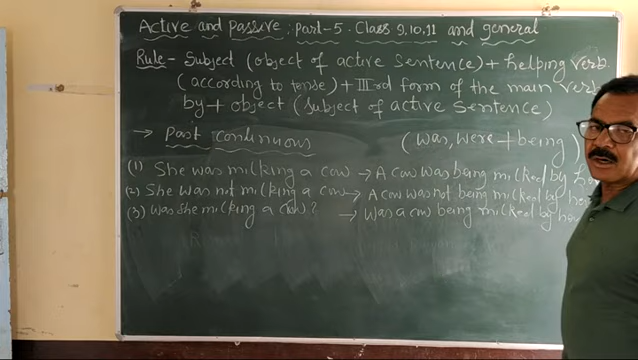 Active and passive: Part-5. Class 9,10,11 and general
Rule- Subject (object of active sentence) + helping verb
(according to tense) + IIIrd form of the main verb
by + object (subject of active sentence)
→ Past continuous (was, were + being)
(1) She was milking a cow → A cow was being milked by her
(2) She was not milking a cow → A cow was not being milked by her
(3) Was she milking a cow? → Was a cow being milked by her